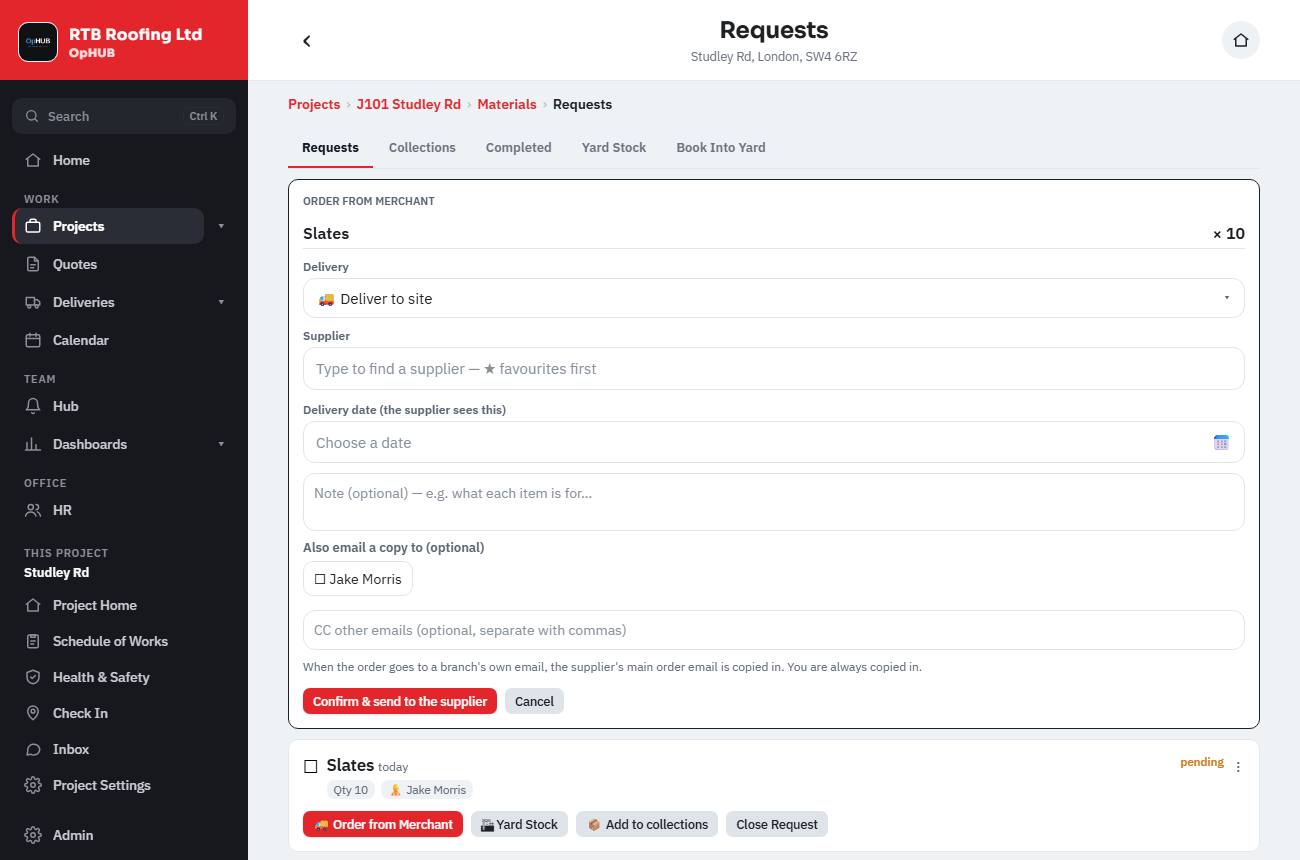 OpHUB
RTB Roofing Ltd
OpHUB
Search
Ctrl K
Home
WORK
Projects
Quotes
Deliveries
Calendar
TEAM
Hub
Dashboards
OFFICE
HR
THIS PROJECT
Studley Rd
Project Home
Schedule of Works
Health & Safety
Check In
Inbox
Project Settings
Admin
Requests
Studley Rd, London, SW4 6RZ
Projects › J101 Studley Rd › Materials › Requests
Requests Collections Completed Yard Stock Book Into Yard
ORDER FROM MERCHANT
Slates × 10
Delivery
Deliver to site
Supplier
Type to find a supplier — ★ favourites first
Delivery date (the supplier sees this)
Choose a date
Note (optional) — e.g. what each item is for...
Also email a copy to (optional)
Jake Morris
CC other emails (optional, separate with commas)
When the order goes to a branch's own email, the supplier's main order email is copied in. You are always copied in.
Confirm & send to the supplier Cancel
Slates today pending
Qty 10 Jake Morris
Order from Merchant Yard Stock Add to collections Close Request